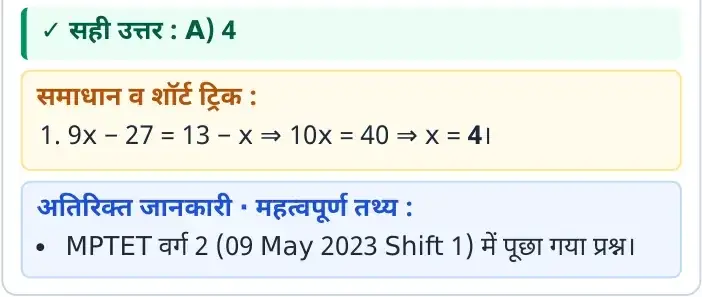 ✓ सही उत्तर : A) 4
समाधान व शॉर्ट ट्रिक :
1. 9x − 27 = 13 − x ⇒ 10x = 40 ⇒ x = 4।
अतिरिक्त जानकारी · महत्वपूर्ण तथ्य :
• MPTET वर्ग 2 (09 May 2023 Shift 1) में पूछा गया प्रश्न।